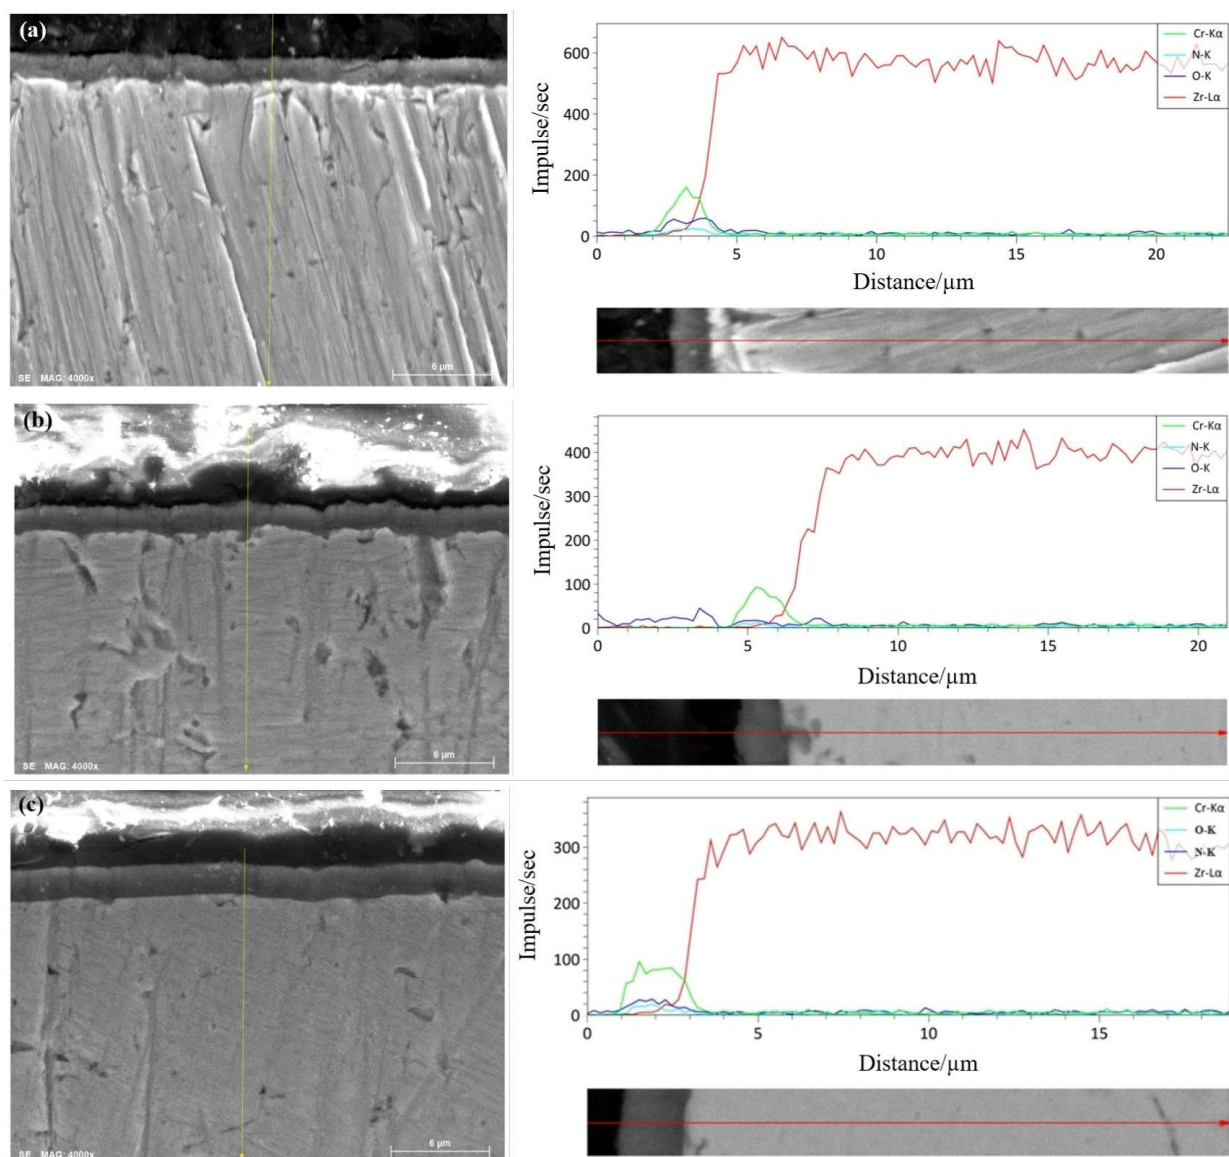 (a)
SE MAG: 4000x
6 µm
Impulse/sec
600
400
200
0
0 5 10 15 20
Distance/µm
Cr-Kα
N-K
O-K
Zr-Lα
(b)
SE MAG: 4000x
6 µm
Impulse/sec
400
300
200
100
0
0 5 10 15 20
Distance/µm
Cr-Kα
N-K
O-K
Zr-Lα
(c)
SE MAG: 4000x
6 µm
Impulse/sec
300
200
100
0
0 5 10 15
Distance/µm
Cr-Kα
O-K
N-K
Zr-Lα